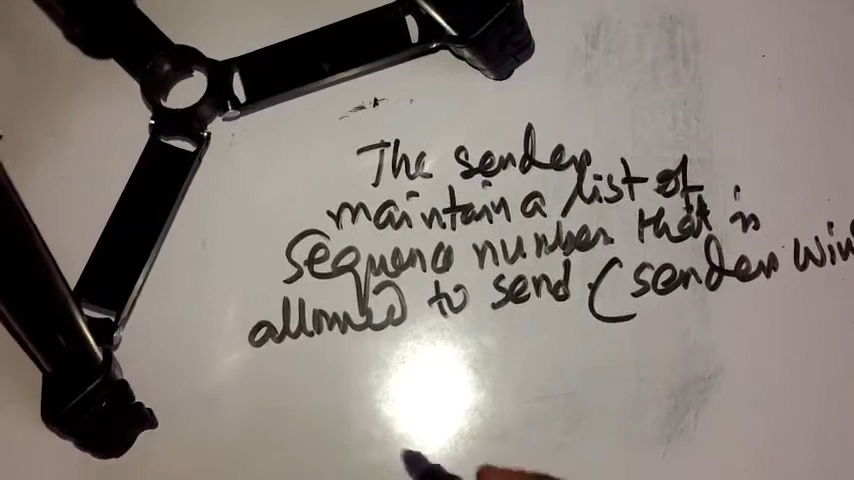 The sender
maintain a list of
sequence number that is
allowed to send (sender win